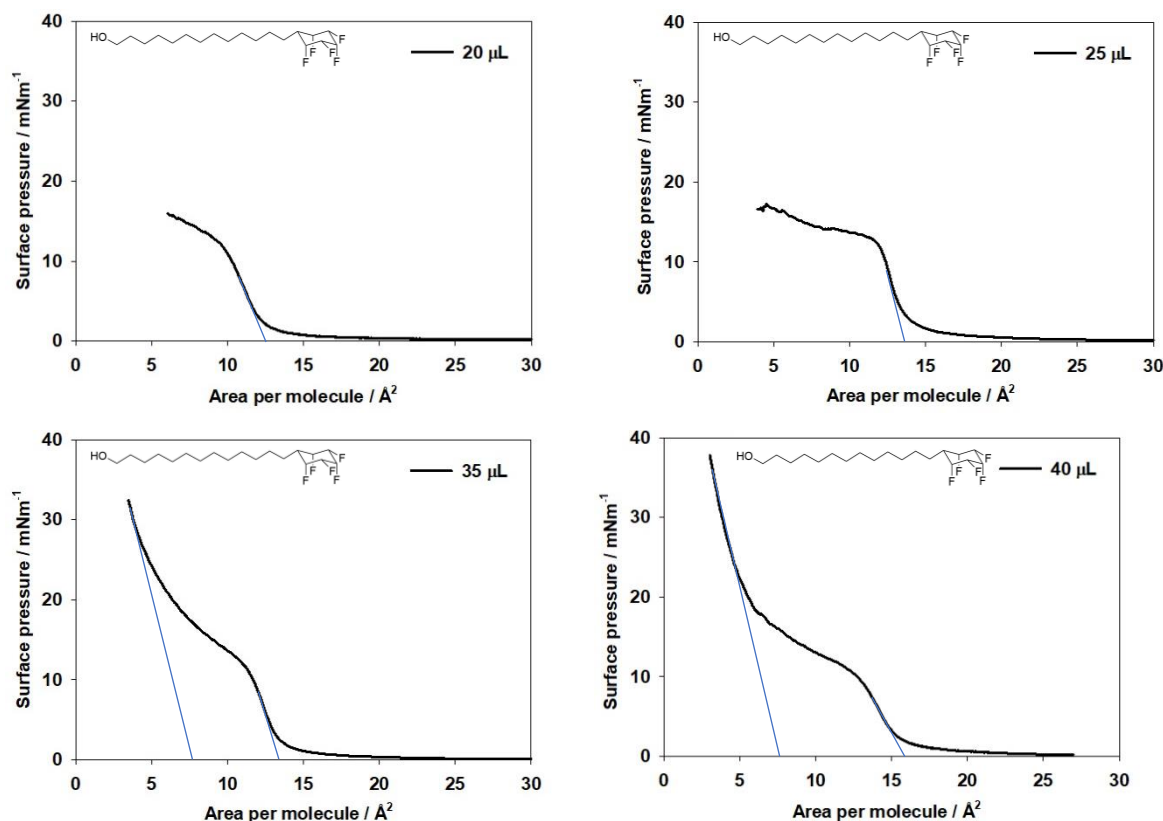 40
30
20
10
0
Surface pressure / mNm⁻¹
HO
F
F F
F
F
20 µL
0 5 10 15 20 25 30
Area per molecule / Å²
40
30
20
10
0
Surface pressure / mNm⁻¹
HO
F
F F
F
F
25 µL
0 5 10 15 20 25 30
Area per molecule / Å²
40
30
20
10
0
Surface pressure / mNm⁻¹
HO
F
F F
F
F
35 µL
0 5 10 15 20 25 30
Area per molecule / Å²
40
30
20
10
0
Surface pressure / mNm⁻¹
HO
F
F F
F
F
40 µL
0 5 10 15 20 25 30
Area per molecule / Å²